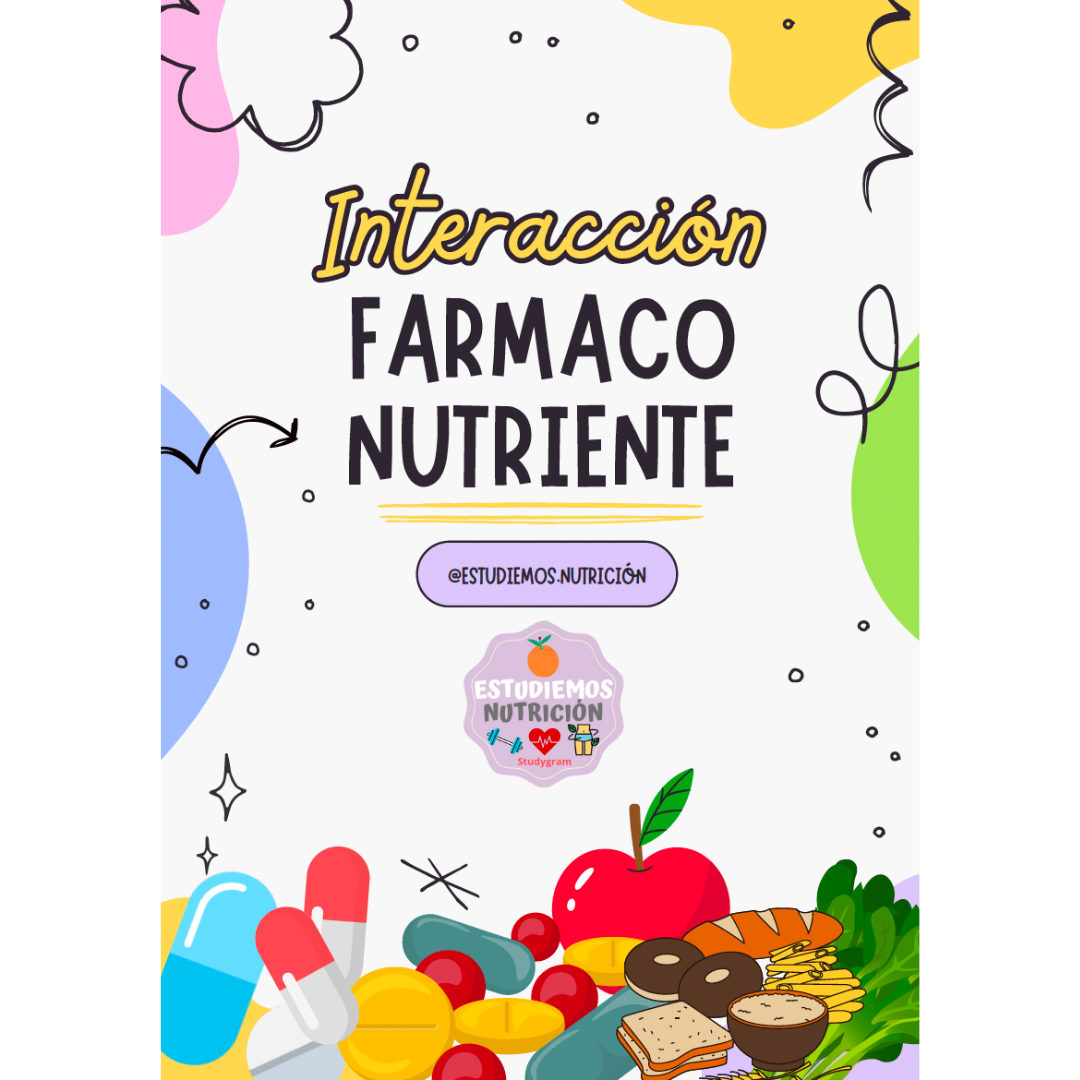 Interacción
FARMACO
NUTRIENTE
@ESTUDIEMOS.NUTRICIÓN
ESTUDIEMOS
NUTRICIÓN
Studygram